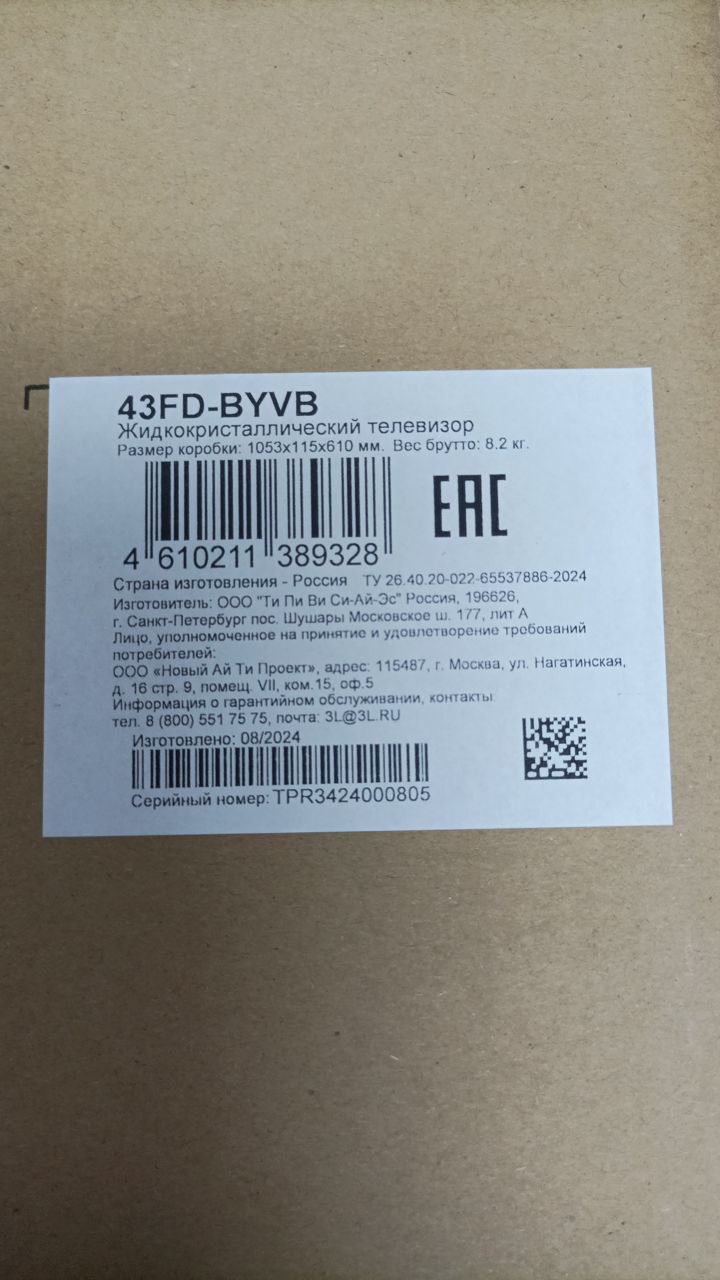 43FD-BYVB
Жидкокристаллический телевизор
Размер коробки: 1053x115x610 мм. Вес брутто: 8.2 кг.
EAC
4 610211 389328
Страна изготовления - Россия ТУ 26.40.20-022-65537886-2024
Изготовитель: ООО "Ти Пи Ви Си-Ай-Эс" Россия, 196626,
г. Санкт-Петербург пос. Шушары Московское ш. 177, лит А
Лицо, уполномоченное на принятие и удовлетворение требований
потребителей:
ООО «Новый Ай Ти Проект», адрес: 115487, г. Москва, ул. Нагатинская,
д. 16 стр. 9, помещ. VII, ком.15, оф.5
Информация о гарантийном обслуживании, контакты
тел. 8 (800) 551 75 75, почта: 3L@3L.RU
Изготовлено: 08/2024
Серийный номер: TPR3424000805